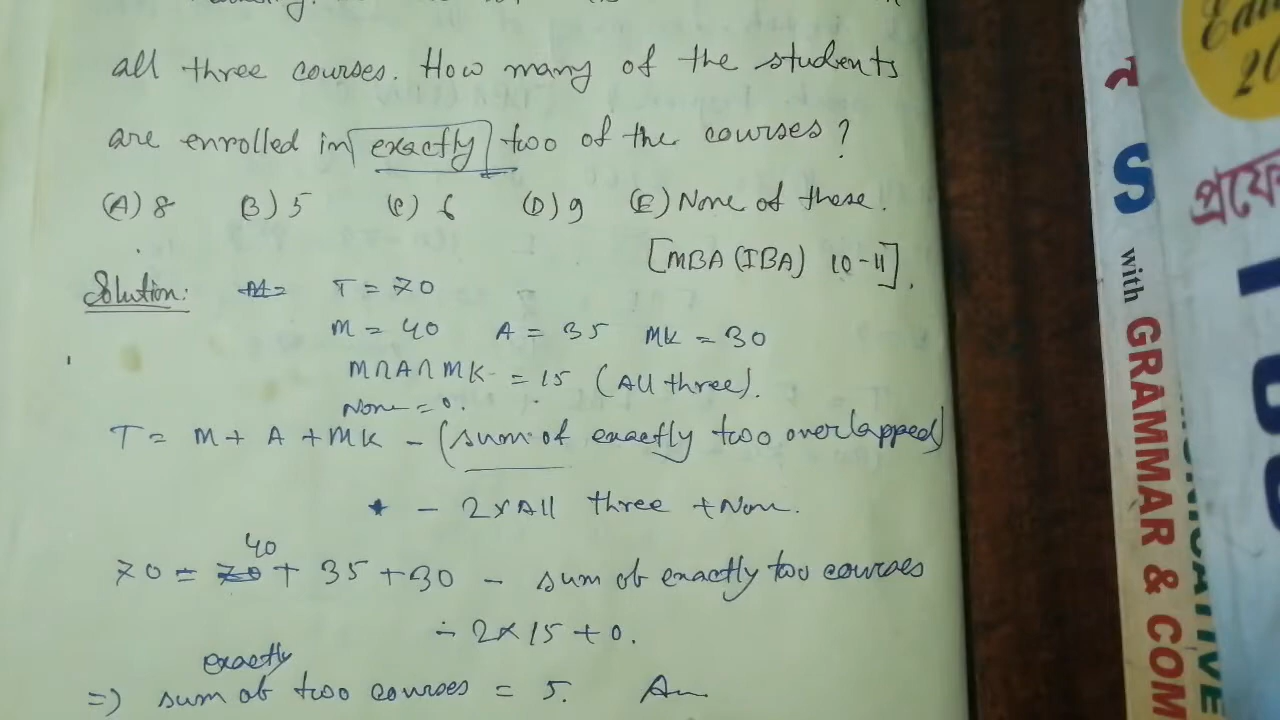 all three courses. How many of the students
are enrolled in exactly two of the courses?
(A) 8 (B) 5 (C) 6 (D) 9 (E) None of these.
[MBA (IBA) 10-11].
Solution: T = 70
M = 40 A = 35 MK = 30
M∩A∩MK = 15 (All three).
None = 0.
T = M + A + MK - (sum of exactly two overlapped)
- 2×All three + Non.
40
70 = 70 + 35 + 30 - sum of exactly two courses
- 2×15 + 0.
exactly
=) sum of two courses = 5. An
S with GRAMMAR & COM
প্রফে
20